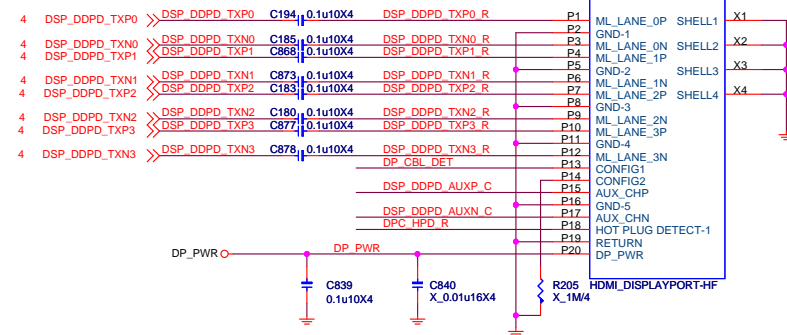 4 DSP_DDPD_TXP0 DSP_DDPD_TXP0 C194 0.1u10X4 DSP_DDPD_TXP0_R P1 ML_LANE_0P SHELL1 X1
P2 GND-1
4 DSP_DDPD_TXN0 DSP_DDPD_TXN0 C185 0.1u10X4 DSP_DDPD_TXN0_R P3 ML_LANE_0N SHELL2 X2
4 DSP_DDPD_TXP1 DSP_DDPD_TXP1 C868 0.1u10X4 DSP_DDPD_TXP1_R P4 ML_LANE_1P
P5 GND-2 SHELL3 X3
4 DSP_DDPD_TXN1 DSP_DDPD_TXN1 C873 0.1u10X4 DSP_DDPD_TXN1_R P6 ML_LANE_1N
4 DSP_DDPD_TXP2 DSP_DDPD_TXP2 C183 0.1u10X4 DSP_DDPD_TXP2_R P7 ML_LANE_2P SHELL4 X4
P8 GND-3
4 DSP_DDPD_TXN2 DSP_DDPD_TXN2 C180 0.1u10X4 DSP_DDPD_TXN2_R P9 ML_LANE_2N
4 DSP_DDPD_TXP3 DSP_DDPD_TXP3 C877 0.1u10X4 DSP_DDPD_TXP3_R P10 ML_LANE_3P
P11 GND-4
4 DSP_DDPD_TXN3 DSP_DDPD_TXN3 C878 0.1u10X4 DSP_DDPD_TXN3_R P12 ML_LANE_3N
DP_CBL_DET P13 CONFIG1
P14 CONFIG2
DSP_DDPD_AUXP_C P15 AUX_CHP
P16 GND-5
DSP_DDPD_AUXN_C P17 AUX_CHN
DPC_HPD_R P18 HOT PLUG DETECT-1
P19 RETURN
DP_PWR DP_PWR P20 DP_PWR
C839 C840 R205 HDMI_DISPLAYPORT-HF
0.1u10X4 X_0.01u16X4 X_1M/4